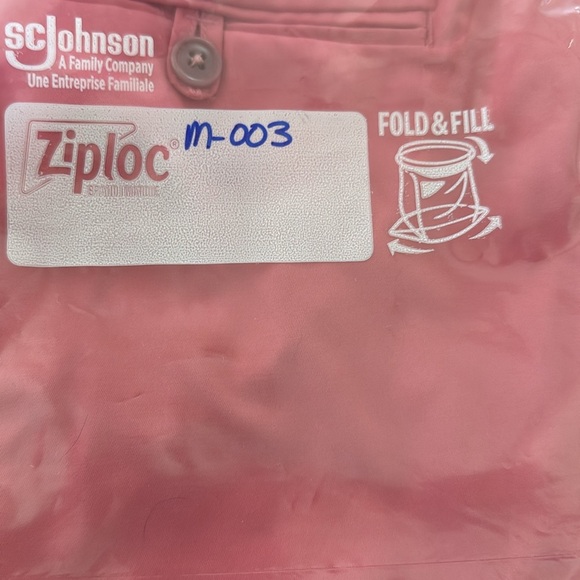 scJohnson
A Family Company
Une Entreprise Familiale
Ziploc® m-003
FOLD & FILL